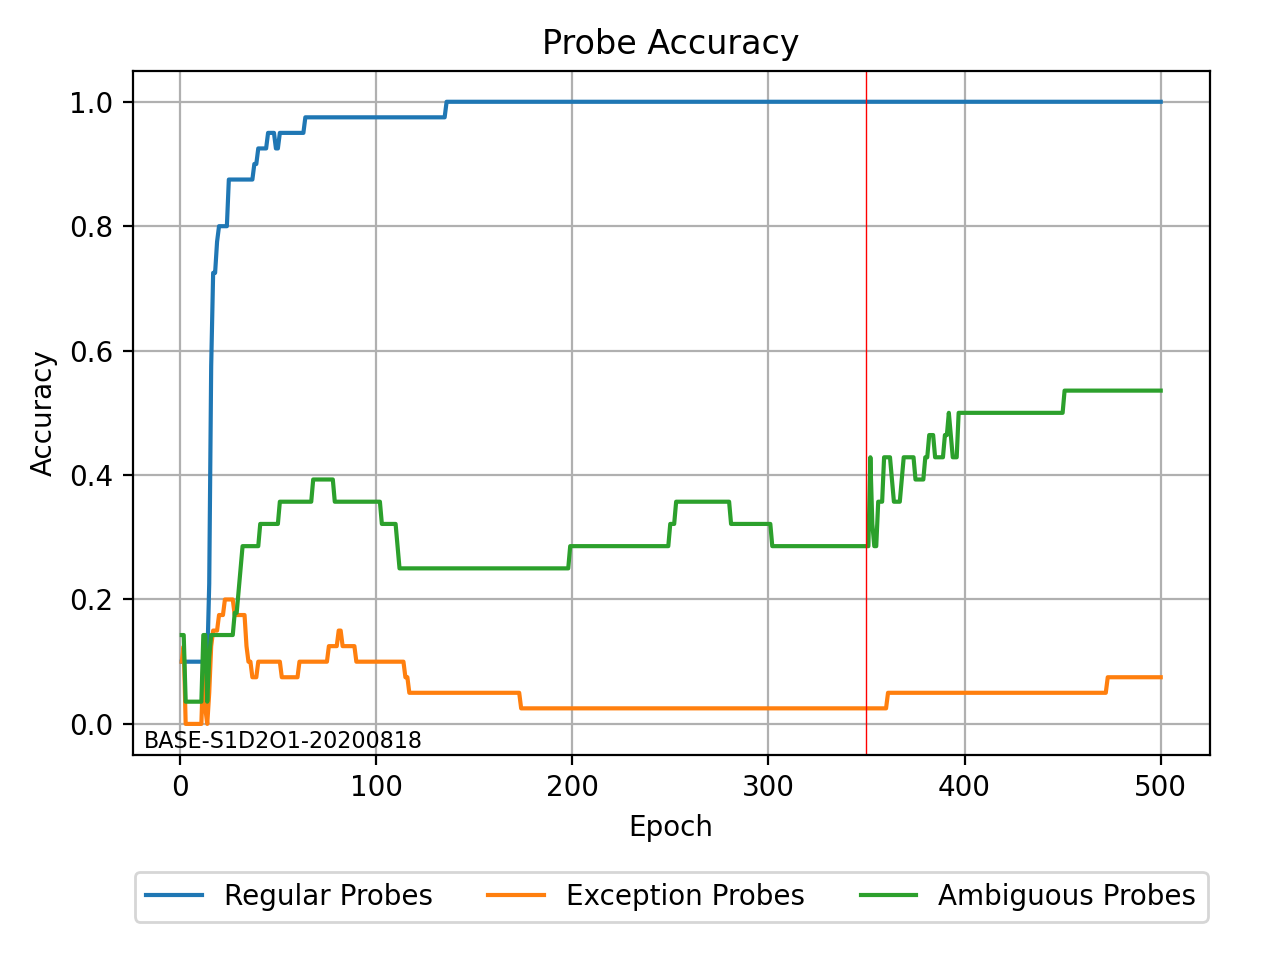 Probe Accuracy
Accuracy
1.0
0.8
0.6
0.4
0.2
0.0
BASE-S1D2O1-20200818
0 100 200 300 400 500
Epoch
Regular Probes Exception Probes Ambiguous Probes